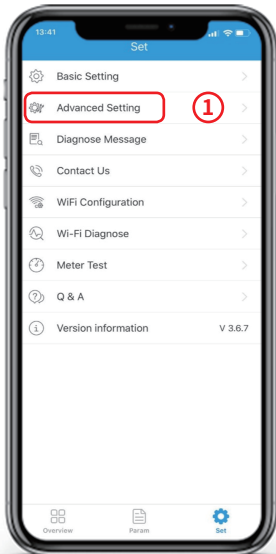 13:41
Set
Basic Setting
Advanced Setting
1
Diagnose Message
Contact Us
WiFi Configuration
Wi-Fi Diagnose
Meter Test
Q & A
Version information V 3.6.7
Overview Param Set